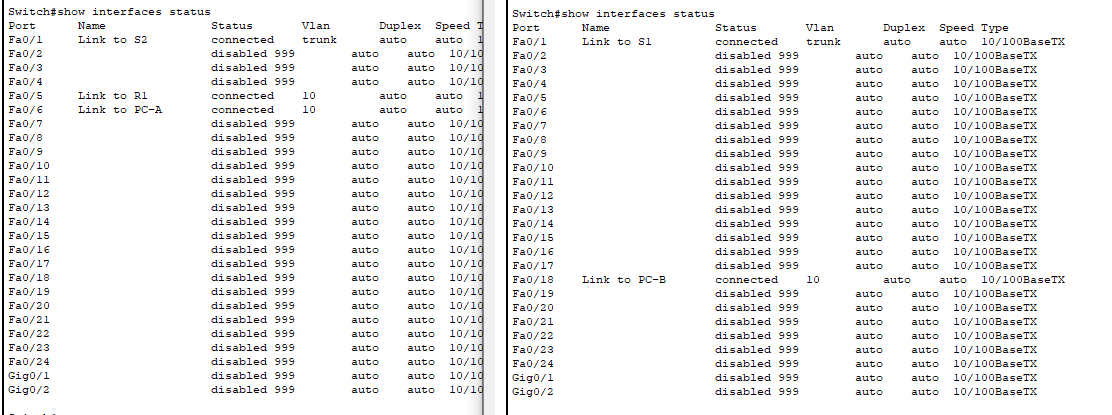 Switch#show interfaces status
Port Name Status Vlan Duplex Speed T
Fa0/1 Link to S2 connected trunk auto auto 1
Fa0/2 disabled 999 auto auto 10/10
Fa0/3 disabled 999 auto auto 10/10
Fa0/4 disabled 999 auto auto 10/10
Fa0/5 Link to R1 connected 10 auto auto 1
Fa0/6 Link to PC-A connected 10 auto auto 1
Fa0/7 disabled 999 auto auto 10/10
Fa0/8 disabled 999 auto auto 10/10
Fa0/9 disabled 999 auto auto 10/10
Fa0/10 disabled 999 auto auto 10/10
Fa0/11 disabled 999 auto auto 10/10
Fa0/12 disabled 999 auto auto 10/10
Fa0/13 disabled 999 auto auto 10/10
Fa0/14 disabled 999 auto auto 10/10
Fa0/15 disabled 999 auto auto 10/10
Fa0/16 disabled 999 auto auto 10/10
Fa0/17 disabled 999 auto auto 10/10
Fa0/18 disabled 999 auto auto 10/10
Fa0/19 disabled 999 auto auto 10/10
Fa0/20 disabled 999 auto auto 10/10
Fa0/21 disabled 999 auto auto 10/10
Fa0/22 disabled 999 auto auto 10/10
Fa0/23 disabled 999 auto auto 10/10
Fa0/24 disabled 999 auto auto 10/10
Gig0/1 disabled 999 auto auto 10/10
Gig0/2 disabled 999 auto auto 10/10
Switch#show interfaces status
Port Name Status Vlan Duplex Speed Type
Fa0/1 Link to S1 connected trunk auto auto 10/100BaseTX
Fa0/2 disabled 999 auto auto 10/100BaseTX
Fa0/3 disabled 999 auto auto 10/100BaseTX
Fa0/4 disabled 999 auto auto 10/100BaseTX
Fa0/5 disabled 999 auto auto 10/100BaseTX
Fa0/6 disabled 999 auto auto 10/100BaseTX
Fa0/7 disabled 999 auto auto 10/100BaseTX
Fa0/8 disabled 999 auto auto 10/100BaseTX
Fa0/9 disabled 999 auto auto 10/100BaseTX
Fa0/10 disabled 999 auto auto 10/100BaseTX
Fa0/11 disabled 999 auto auto 10/100BaseTX
Fa0/12 disabled 999 auto auto 10/100BaseTX
Fa0/13 disabled 999 auto auto 10/100BaseTX
Fa0/14 disabled 999 auto auto 10/100BaseTX
Fa0/15 disabled 999 auto auto 10/100BaseTX
Fa0/16 disabled 999 auto auto 10/100BaseTX
Fa0/17 disabled 999 auto auto 10/100BaseTX
Fa0/18 Link to PC-B connected 10 auto auto 10/100BaseTX
Fa0/19 disabled 999 auto auto 10/100BaseTX
Fa0/20 disabled 999 auto auto 10/100BaseTX
Fa0/21 disabled 999 auto auto 10/100BaseTX
Fa0/22 disabled 999 auto auto 10/100BaseTX
Fa0/23 disabled 999 auto auto 10/100BaseTX
Fa0/24 disabled 999 auto auto 10/100BaseTX
Gig0/1 disabled 999 auto auto 10/100BaseTX
Gig0/2 disabled 999 auto auto 10/100BaseTX